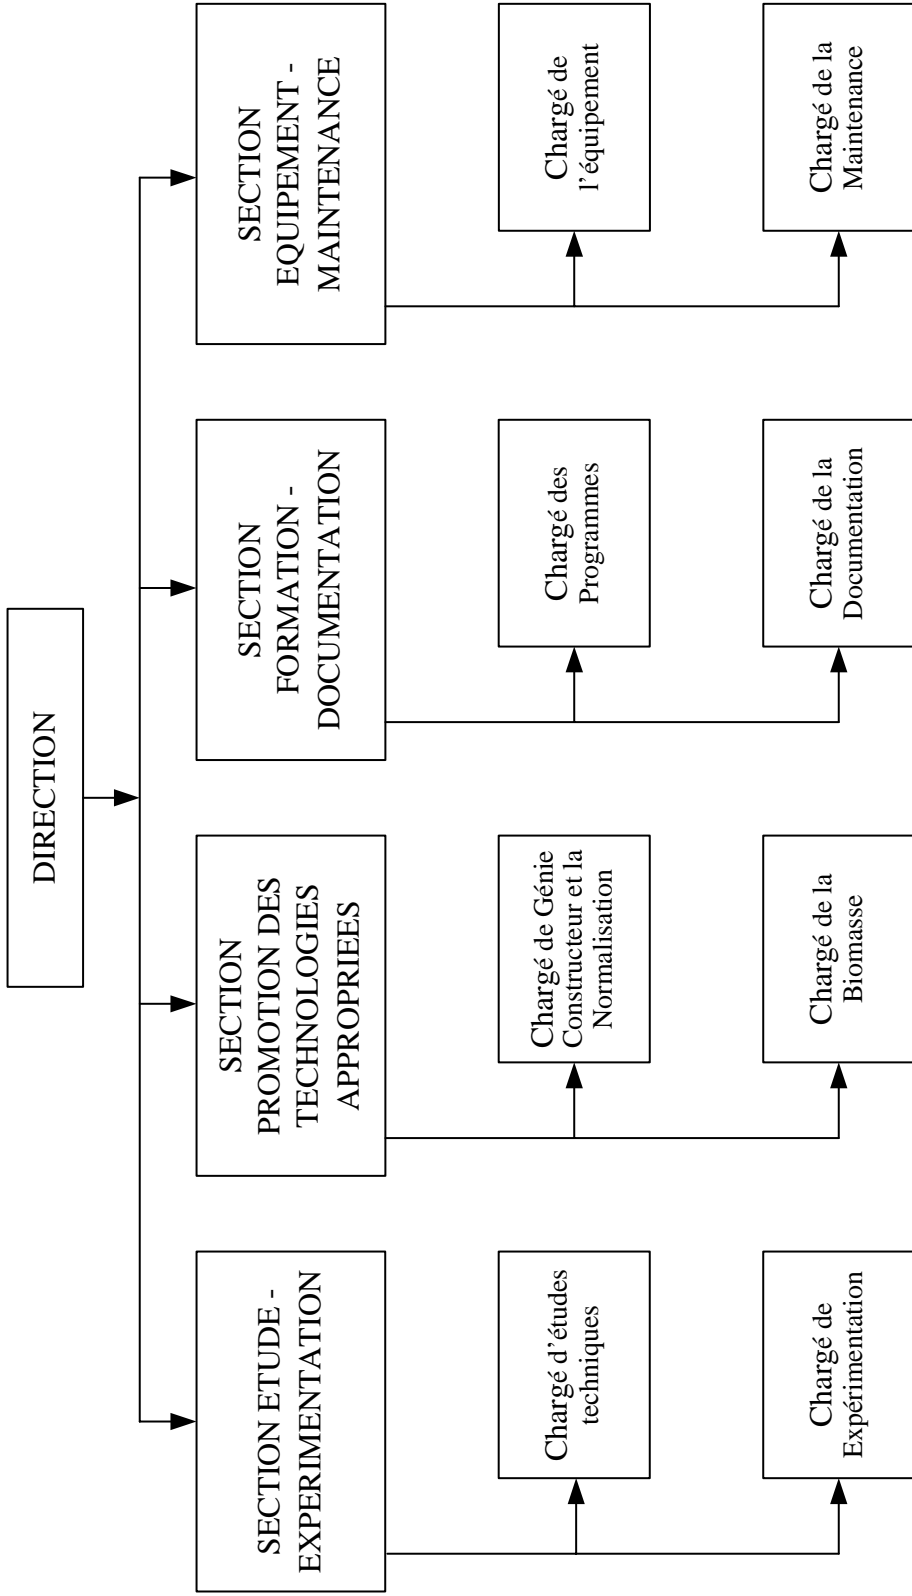 DIRECTION
SECTION ETUDE -
EXPERIMENTATION
SECTION
PROMOTION DES
TECHNOLOGIES
APPROPRIEES
SECTION
FORMATION -
DOCUMENTATION
SECTION
EQUIPEMENT -
MAINTENANCE
Chargé d’études
techniques
Chargé de Génie
Constructeur et la
Normalisation
Chargé des
Programmes
Chargé de
l’équipement
Chargé de
Expérimentation
Chargé de la
Biomasse
Chargé de la
Documentation
Chargé de la
Maintenance